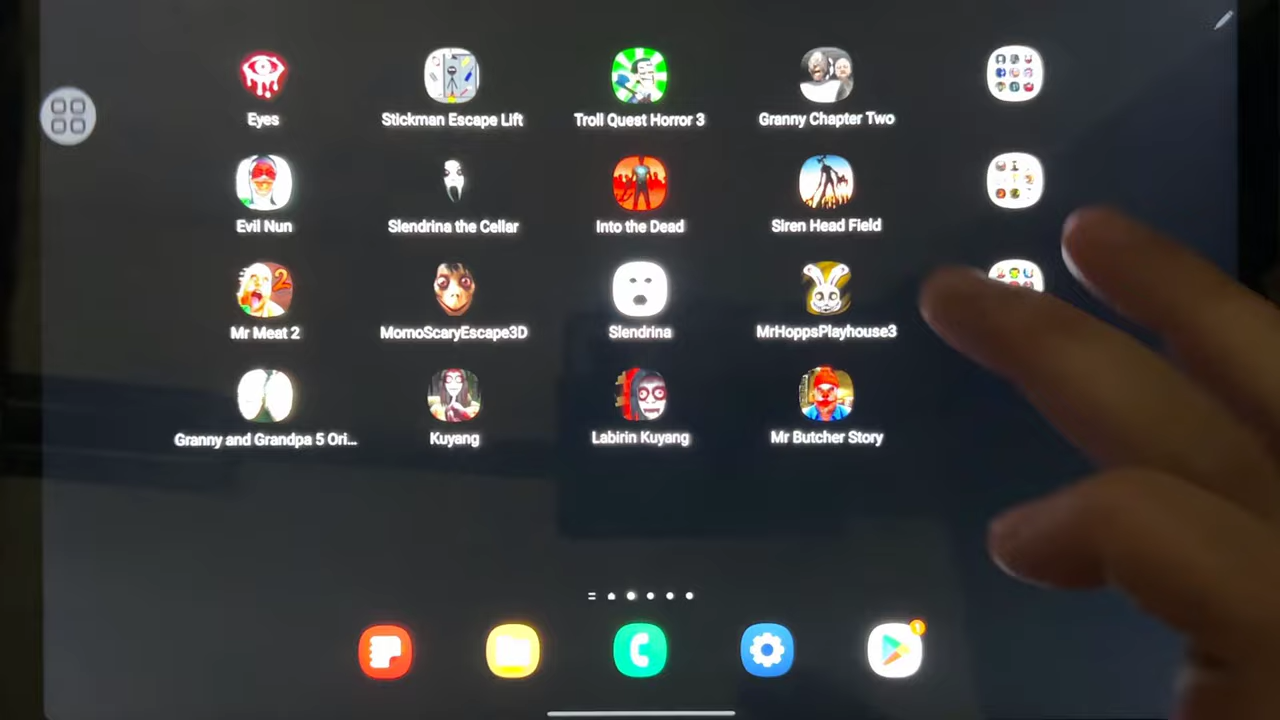 Eyes
Stickman Escape Lift
Troll Quest Horror 3
Granny Chapter Two
Evil Nun
Slendrina the Cellar
Into the Dead
Siren Head Field
2
Mr Meat 2
MomoScaryEscape3D
Slendrina
MrHoppsPlayhouse3
Granny and Grandpa 5 Ori...
Kuyang
Labirin Kuyang
Mr Butcher Story
1